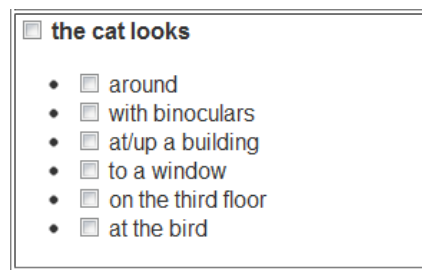 the cat looks
around
with binoculars
at/up a building
to a window
on the third floor
at the bird